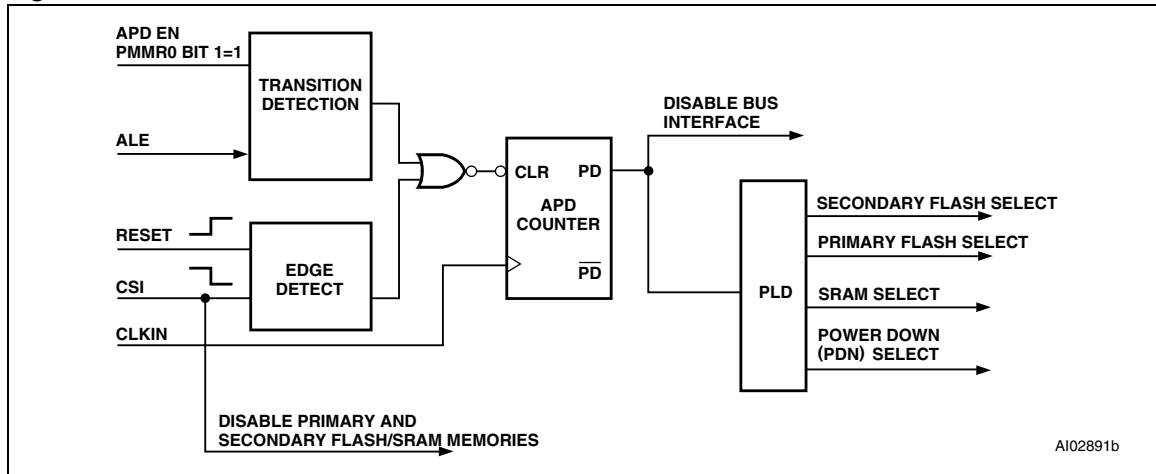 APD EN
PMMR0 BIT 1=1
TRANSITION
DETECTION
ALE
RESET
CSI
CLKIN
EDGE
DETECT
CLR
PD
APD
COUNTER
PD
DISABLE BUS
INTERFACE
PLD
SECONDARY FLASH SELECT
PRIMARY FLASH SELECT
SRAM SELECT
POWER DOWN
(PDN) SELECT
DISABLE PRIMARY AND
SECONDARY FLASH/SRAM MEMORIES
AI02891b